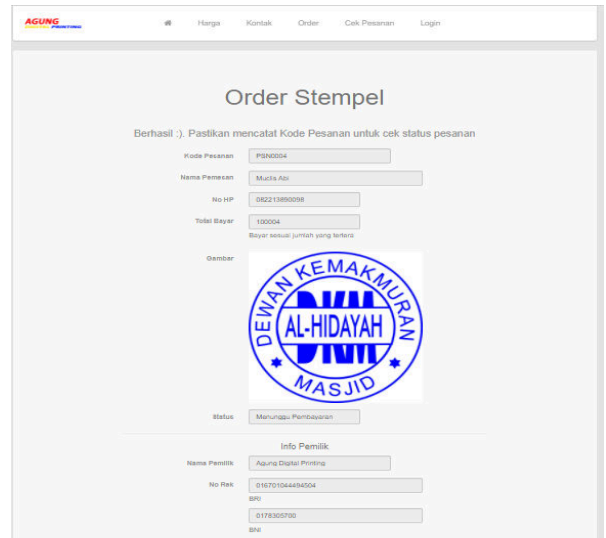 AGUNG
DIGITAL PRINTING
Harga Kontak Order Cek Pesanan Login
Order Stempel
Berhasil :). Pastikan mencatat Kode Pesanan untuk cek status pesanan
Kode Pesanan PSN0004
Nama Pemesan Muclis Abi
No HP 082213890098
Total Bayar 100004
Bayar sesuai jumlah yang tertera
Gambar
DEWAN KEMAKMURAN
DKM
AL-HIDAYAH
MASJID
Status Menunggu Pembayaran
Info Pemilik
Nama Pemilik Agung Digital Printing
No Rek 016701044494504
BRI
0178305700
BNI